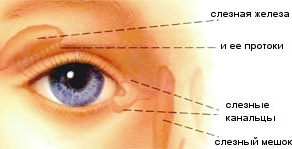 слезная железа
и ее протоки
слезные
канальцы
слезный мешок